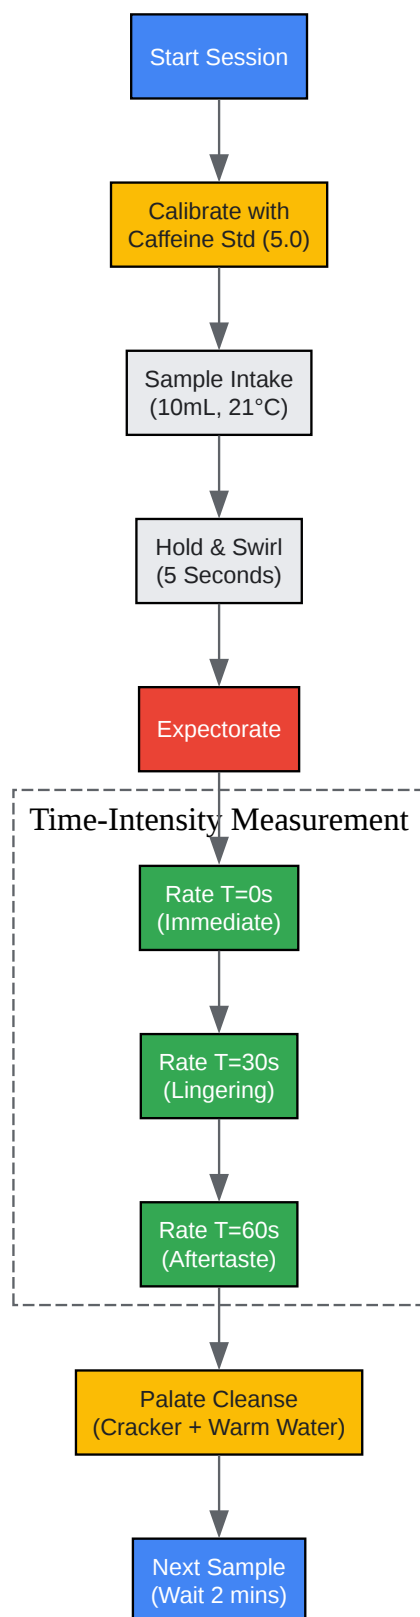 Start Session
Calibrate with
Caffeine Std (5.0)
Sample Intake
(10mL, 21°C)
Hold & Swirl
(5 Seconds)
Expectorate
Time-Intensity Measurement
Rate T=0s
(Immediate)
Rate T=30s
(Lingering)
Rate T=60s
(Aftertaste)
Palate Cleanse
(Cracker + Warm Water)
Next Sample
(Wait 2 mins)